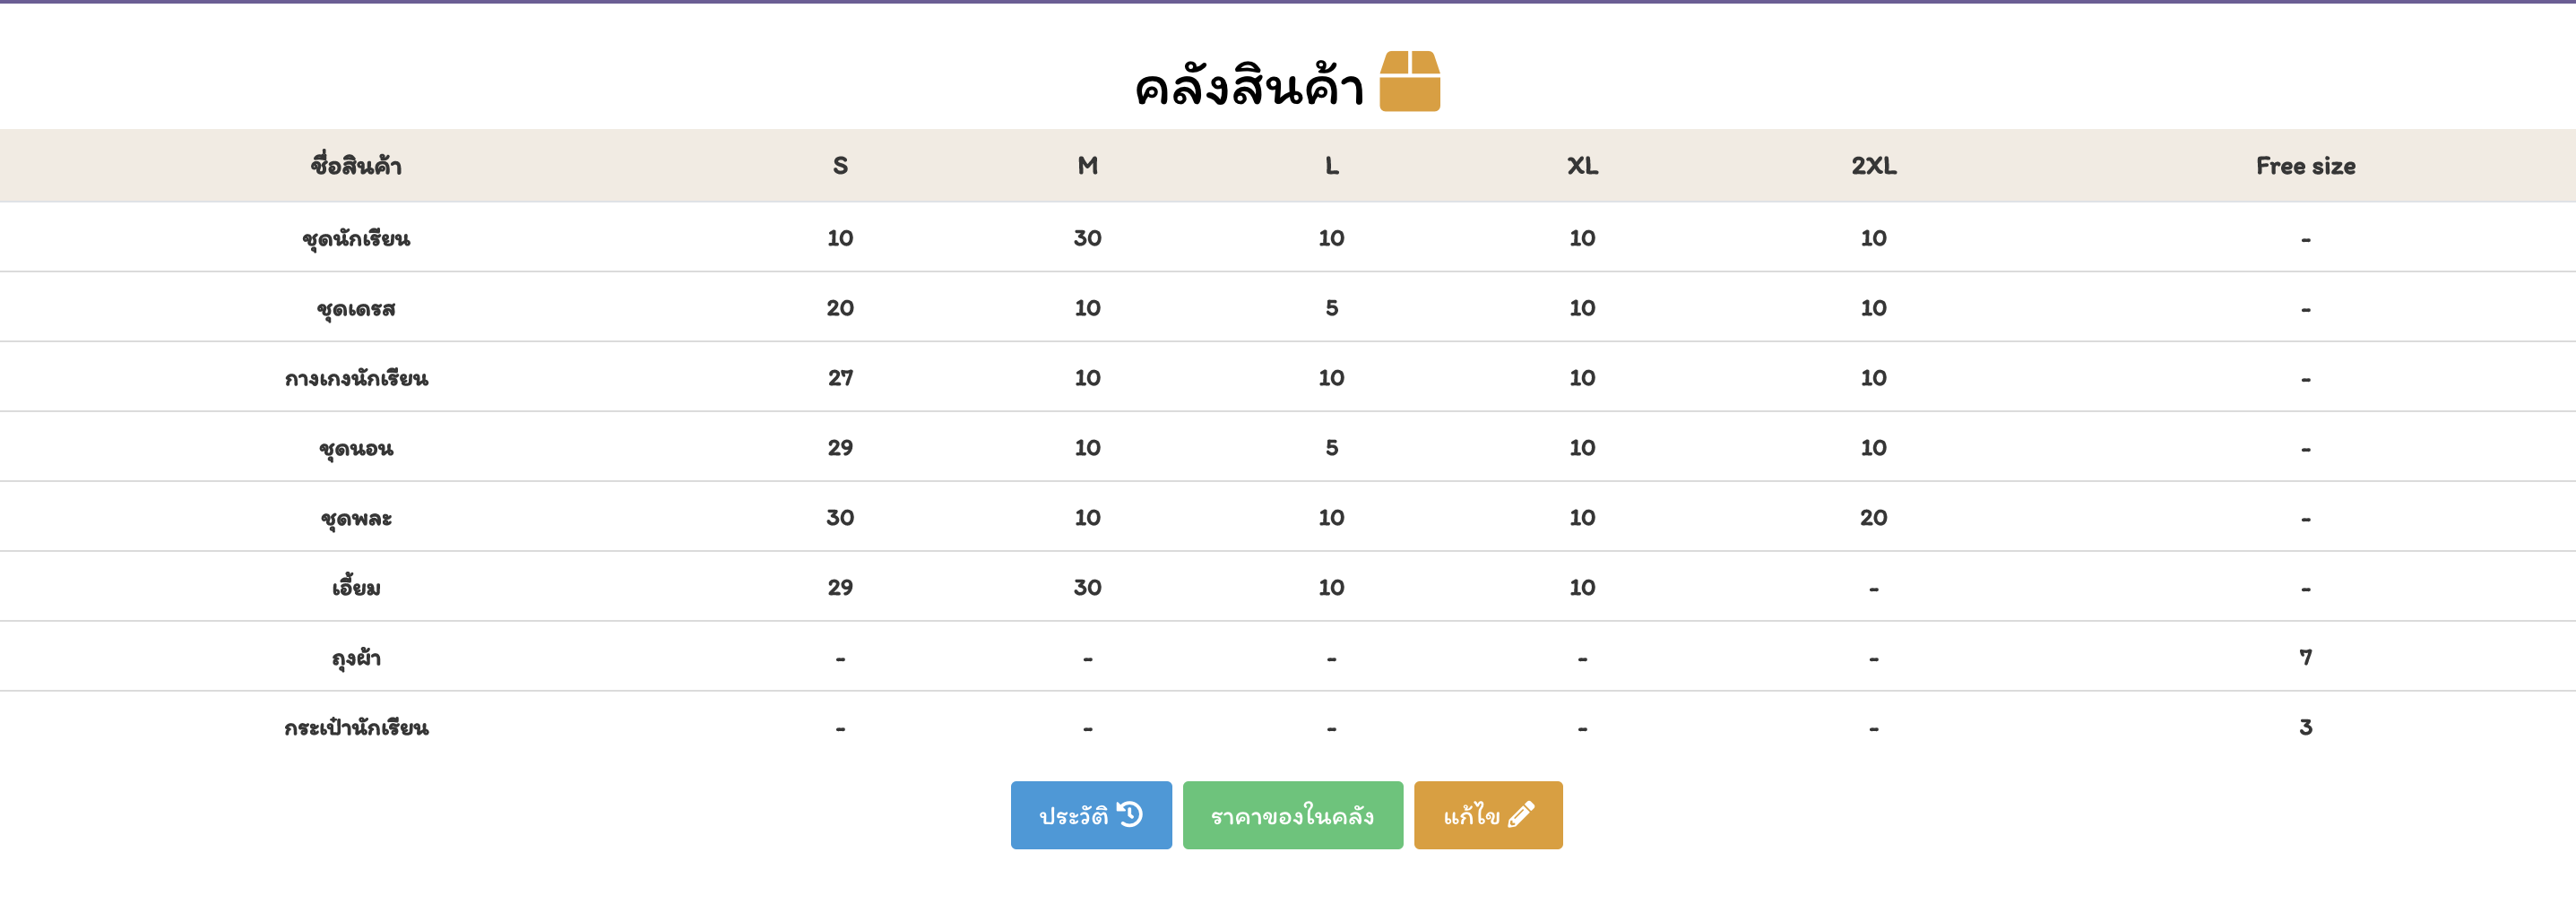 คลังสินค้า
ชื่อสินค้า S M L XL 2XL Free size
ชุดนักเรียน 10 30 10 10 10 -
ชุดเดรส 20 10 5 10 10 -
กางเกงนักเรียน 27 10 10 10 10 -
ชุดนอน 29 10 5 10 10 -
ชุดพละ 30 10 10 10 20 -
เอี้ยม 29 30 10 10 - -
ถุงผ้า - - - - - 7
กระเป๋านักเรียน - - - - - 3
ประวัติ ราคาของในคลัง แก้ไข